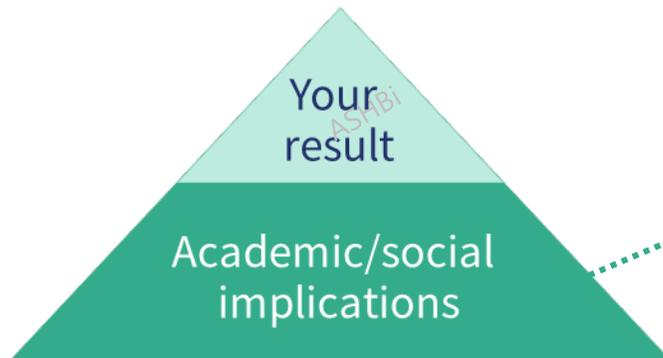 Your
result
ASHBi
Academic/social
implications